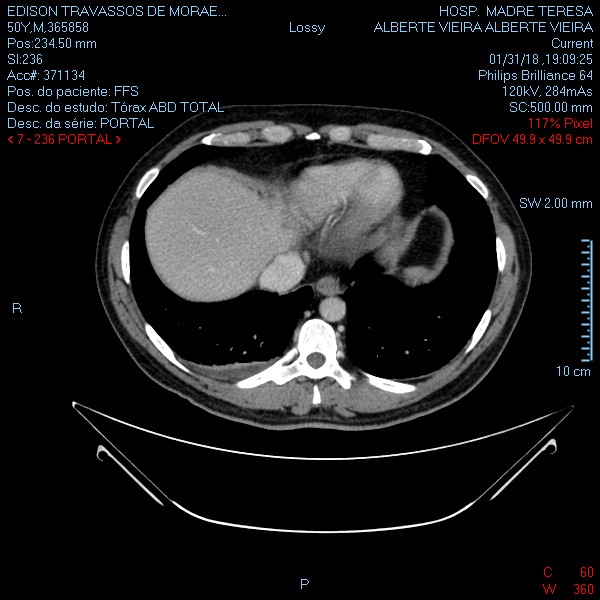 EDISON TRAVASSOS DE MORAE...
50Y,M,365858
Pos:234.50 mm
SI:236
Acc#: 371134
Pos. do paciente: FFS
Desc. do estudo: Tórax ABD TOTAL
Desc. da série: PORTAL
< 7 - 236 PORTAL >
Lossy
HOSP. MADRE TERESA
ALBERTE VIEIRA ALBERTE VIEIRA
Current
01/31/18 ,19:09:25
Philips Brilliance 64
120kV, 284mAs
SC:500.00 mm
117% Pixel
DFOV 49.9 x 49.9 cm
SW 2.00 mm
R
10 cm
P
C 60
W 360